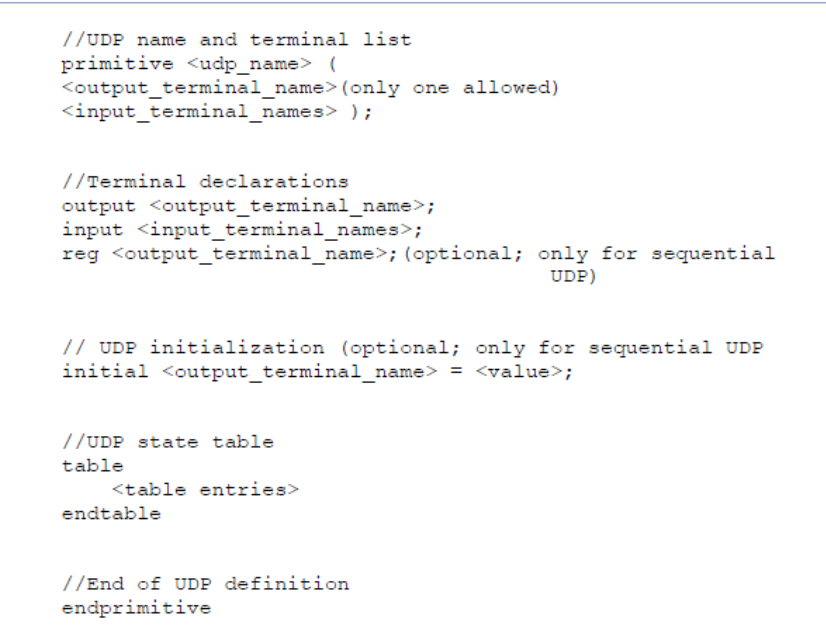 //UDP name and terminal list
primitive <udp_name> (
<output_terminal_name>(only one allowed)
<input_terminal_names> );
//Terminal declarations
output <output_terminal_name>;
input <input_terminal_names>;
reg <output_terminal_name>;(optional; only for sequential
UDP)
// UDP initialization (optional; only for sequential UDP
initial <output_terminal_name> = <value>;
//UDP state table
table
<table entries>
endtable
//End of UDP definition
endprimitive